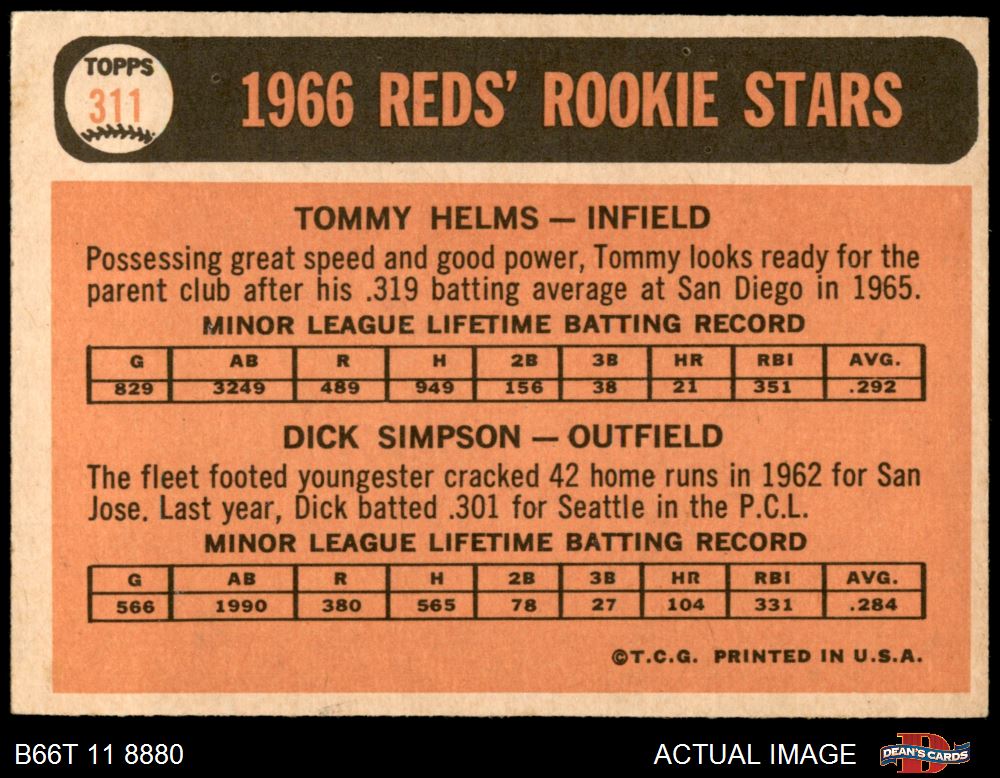 TOPPS
311
1966 REDS' ROOKIE STARS
TOMMY HELMS — INFIELD
Possessing great speed and good power, Tommy looks ready for the
parent club after his .319 batting average at San Diego in 1965.
MINOR LEAGUE LIFETIME BATTING RECORD
G AB R H 2B 3B HR RBI AVG.
829 3249 489 949 156 38 21 351 .292
DICK SIMPSON — OUTFIELD
The fleet footed youngester cracked 42 home runs in 1962 for San
Jose. Last year, Dick batted .301 for Seattle in the P.C.L.
MINOR LEAGUE LIFETIME BATTING RECORD
G AB R H 2B 3B HR RBI AVG.
566 1990 380 565 78 27 104 331 .284
©T.C.G. PRINTED IN U.S.A.
B66T 11 8880
ACTUAL IMAGE
DEAN'S CARDS